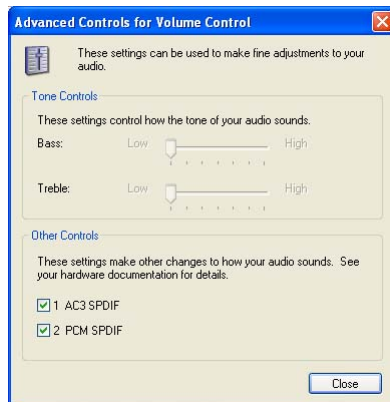 Advanced Controls for Volume Control
These settings can be used to make fine adjustments to your
audio.
Tone Controls
These settings control how the tone of your audio sounds.
Bass: Low High
Treble: Low High
Other Controls
These settings make other changes to how your audio sounds. See
your hardware documentation for details.
1 AC3 SPDIF
2 PCM SPDIF
Close